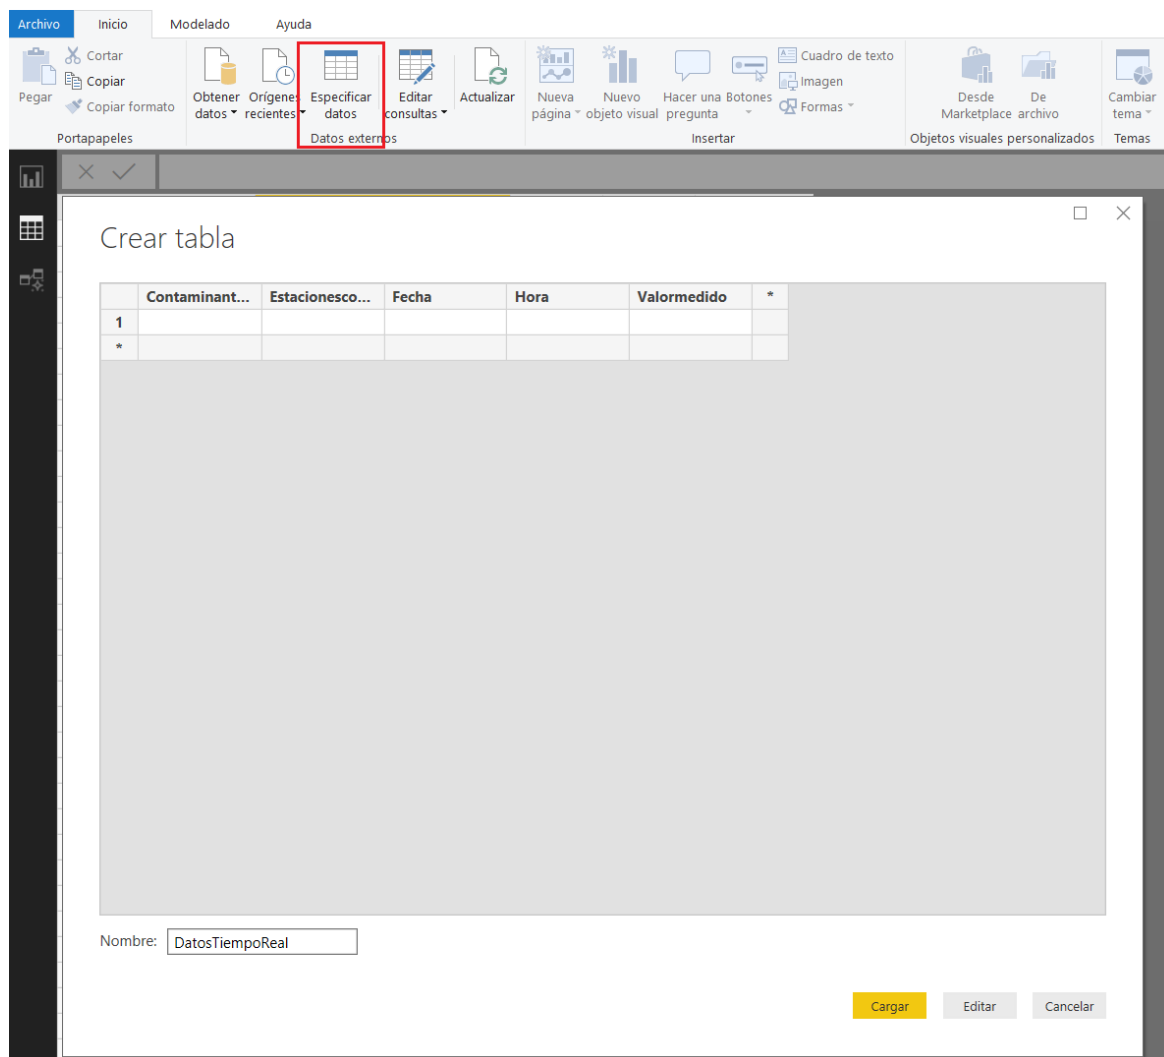 Archivo Inicio Modelado Ayuda
Pegar
Cortar
Copiar
Copiar formato
Portapapeles
Obtener datos
Orígenes recientes
Especificar datos
Editar consultas
Actualizar
Datos externos
Nueva página
Nuevo objeto visual
Hacer una pregunta
Botones
Cuadro de texto
Imagen
Formas
Insertar
Desde Marketplace
De archivo
Objetos visuales personalizados
Cambiar tema
Temas
Crear tabla
Contaminant... Estacionesco... Fecha Hora Valormedido *
1
*
Nombre: DatosTiempoReal
Cargar Editar Cancelar